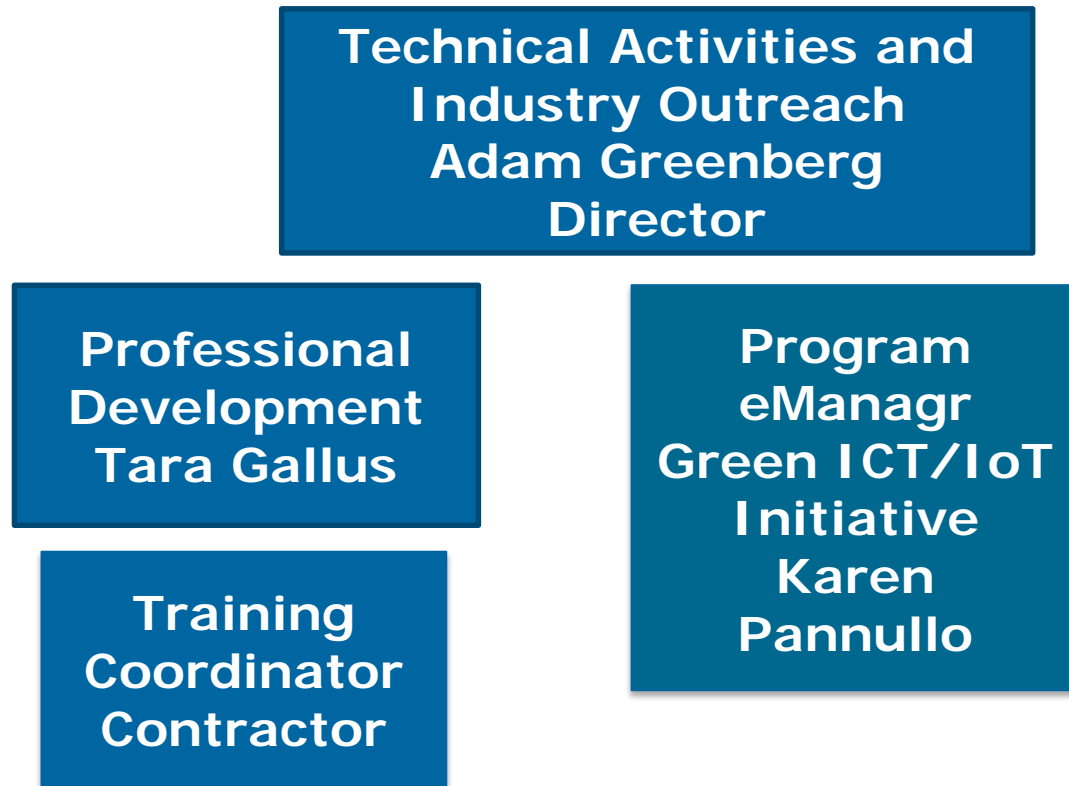 Technical Activities and
Industry Outreach
Adam Greenberg
Director
Professional
Development
Tara Gallus
Program
eManagr
Green ICT/IoT
Initiative
Karen
Pannullo
Training
Coordinator
Contractor